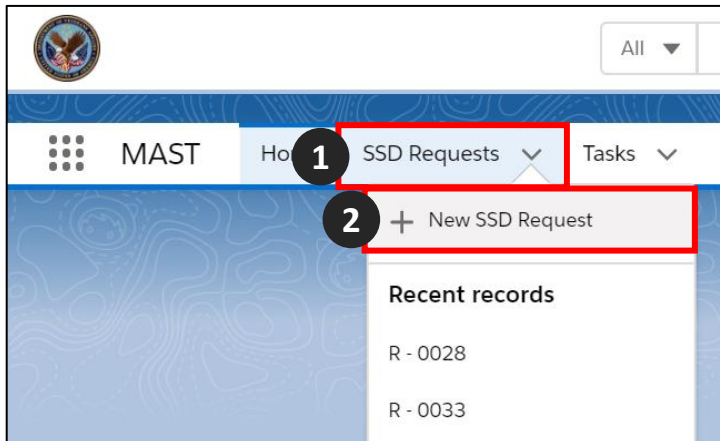 All
MAST Ho 1 SSD Requests Tasks
2 + New SSD Request
Recent records
R - 0028
R - 0033